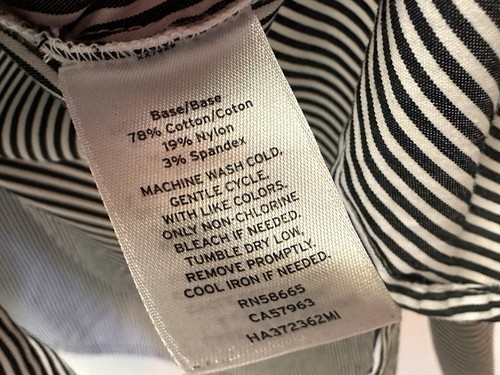 Base/Base
78% Cotton/Coton
19% Nylon
3% Spandex
MACHINE WASH COLD,
GENTLE CYCLE.
WITH LIKE COLORS.
ONLY NON-CHLORINE
BLEACH IF NEEDED.
TUMBLE DRY LOW.
REMOVE PROMPTLY.
COOL IRON IF NEEDED.
RN58665
CA57963
HA372362MI